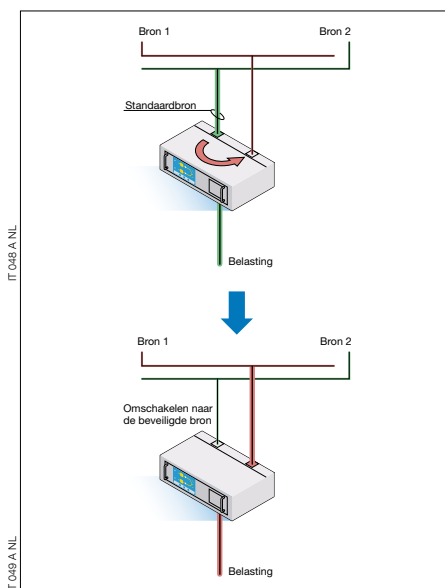 Bron 1
Bron 2
Standaardbron
Belasting
IT 048 A NL
Bron 1
Bron 2
Omschakelen naar
de beveiligde bron
Belasting
IT 049 A NL